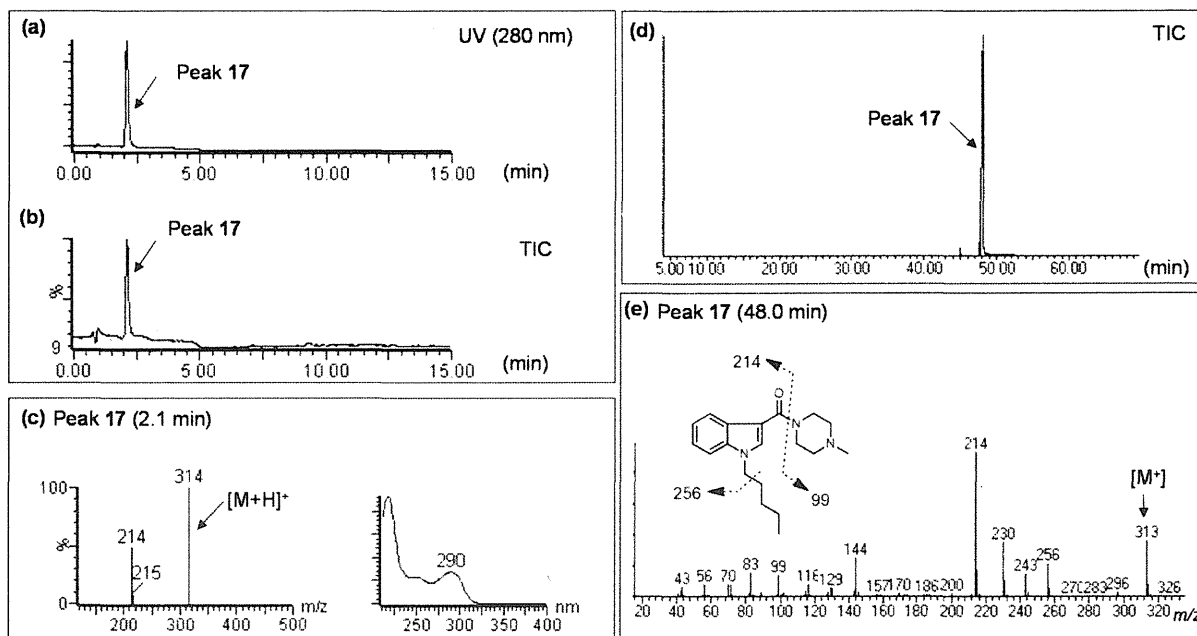 (a)
UV (280 nm)
Peak 17
0.00 5.00 10.00 15.00 (min)
(b)
Peak 17
TIC
%
9
0.00 5.00 10.00 15.00
(min)
(c) Peak 17 (2.1 min)
100
%
0
314
[M+H]+
214
215
200 300 400 500 m/z
290
300 400 nm
(d)
TIC
Peak 17
5.00 10.00 20.00 30.00 40.00 50.00 60.00
(min)
(e) Peak 17 (48.0 min)
214
O
N
N
N
256
99
214
[M+]
313
230
256
243
144
83
99
43 56 70 116 129 157 170 186 200 270 283 296 326
20 40 60 80 100 120 140 160 180 200 220 240 260 280 300 320 m/z